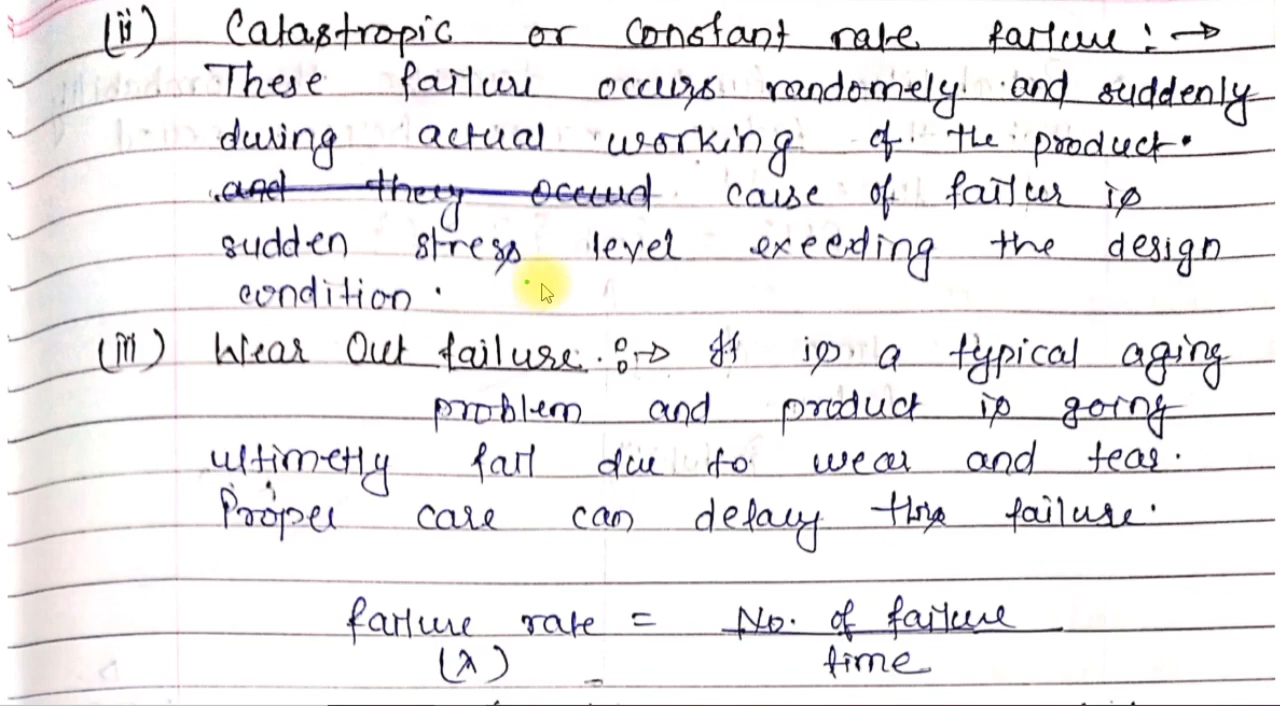 (ii) Catastropic or constant rate failure :→
These failure occurs randomely and suddenly
during actual working of the product.
and they occud cause of failur is
sudden stress level exeeding the design
condition.
(iii) Wear Out failure :→ It is a typical aging
problem and product is going
ultimetly fail due to wear and tear.
Proper care can delay this failure.
failure rate = No. of failure
(λ) time